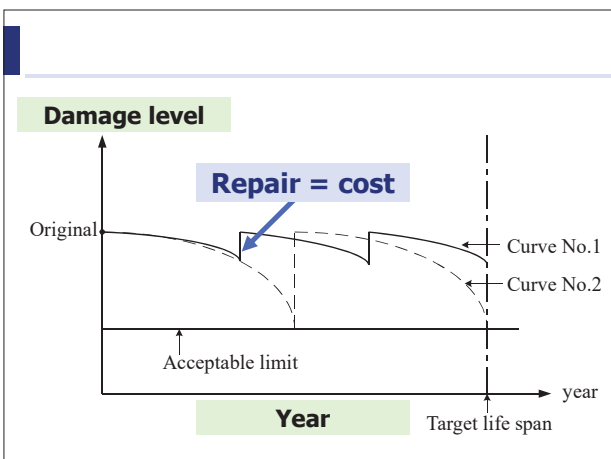 Damage level
Repair = cost
Original
Curve No.1
Curve No.2
Acceptable limit
year
Year
Target life span